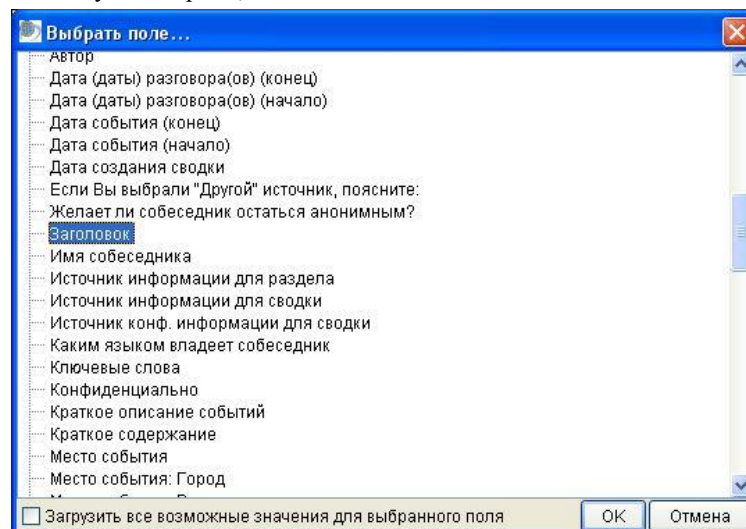 Выбрать поле...
Автор
Дата (даты) разговора(ов) (конец)
Дата (даты) разговора(ов) (начало)
Дата события (конец)
Дата события (начало)
Дата создания сводки
Если Вы выбрали "Другой" источник, поясните:
Желает ли собеседник остаться анонимным?
Заголовок
Имя собеседника
Источник информации для раздела
Источник информации для сводки
Источник конф. информации для сводки
Каким языком владеет собеседник
Ключевые слова
Конфиденциально
Краткое описание событий
Краткое содержание
Место события
Место события: Город
Загрузить все возможные значения для выбранного поля
OK
Отмена